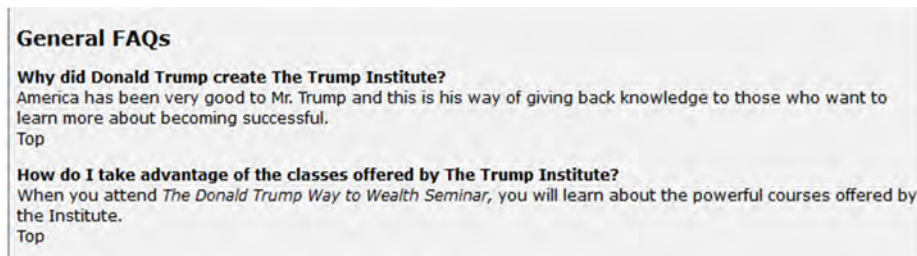 General FAQs
Why did Donald Trump create The Trump Institute?
America has been very good to Mr. Trump and this is his way of giving back knowledge to those who want to
learn more about becoming successful.
Top
How do I take advantage of the classes offered by The Trump Institute?
When you attend The Donald Trump Way to Wealth Seminar, you will learn about the powerful courses offered by
the Institute.
Top